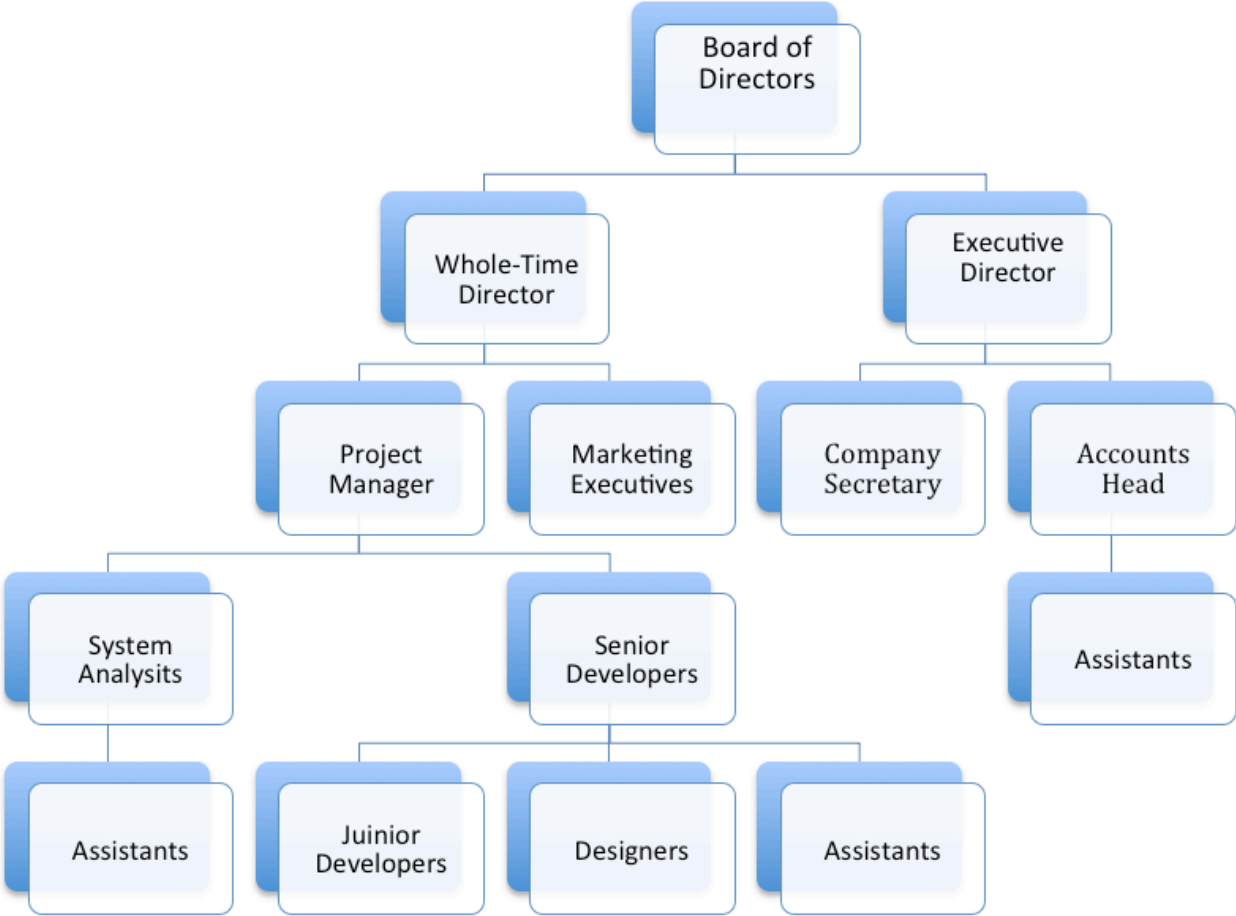 Board of
Directors
Whole-Time
Director
Executive
Director
Project
Manager
Marketing
Executives
Company
Secretary
Accounts
Head
System
Analysits
Senior
Developers
Assistants
Assistants
Juinior
Developers
Designers
Assistants